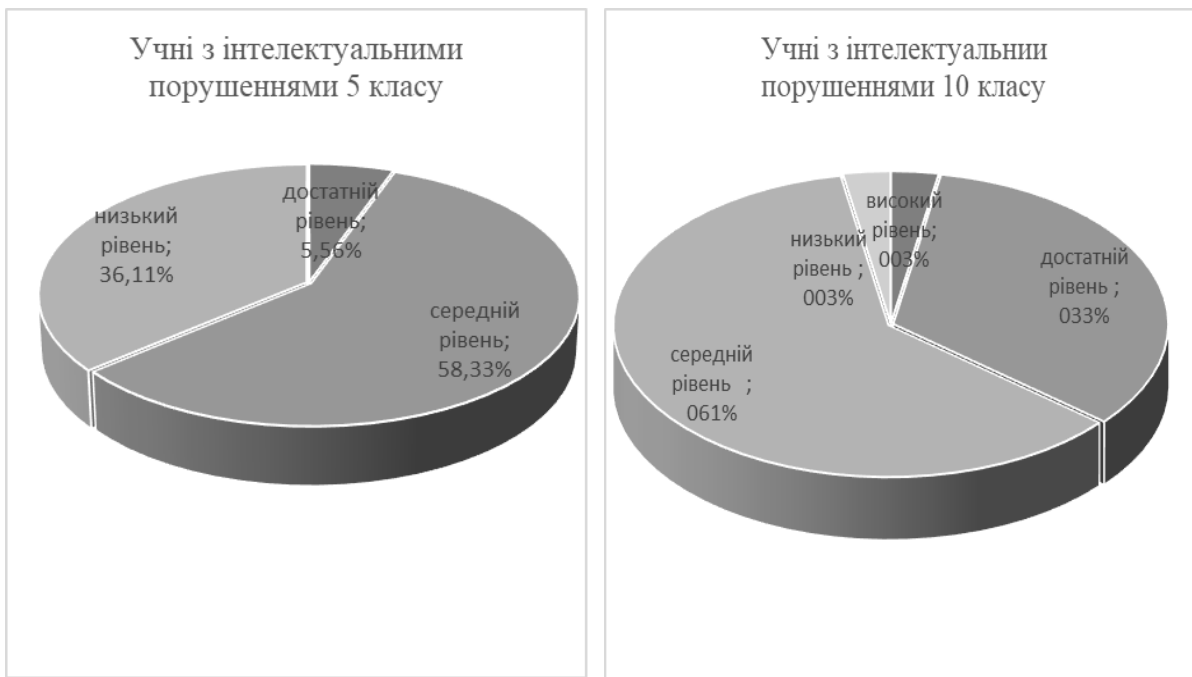 Учні з інтелектуальними
порушеннями 5 класу
достатній
рівень;
5,56%
середній
рівень;
58,33%
низький
рівень;
36,11%
Учні з інтелектуальнии
порушеннями 10 класу
високий
рівень;
003%
достатній
рівень ;
033%
середній
рівень ;
061%
низький
рівень ;
003%